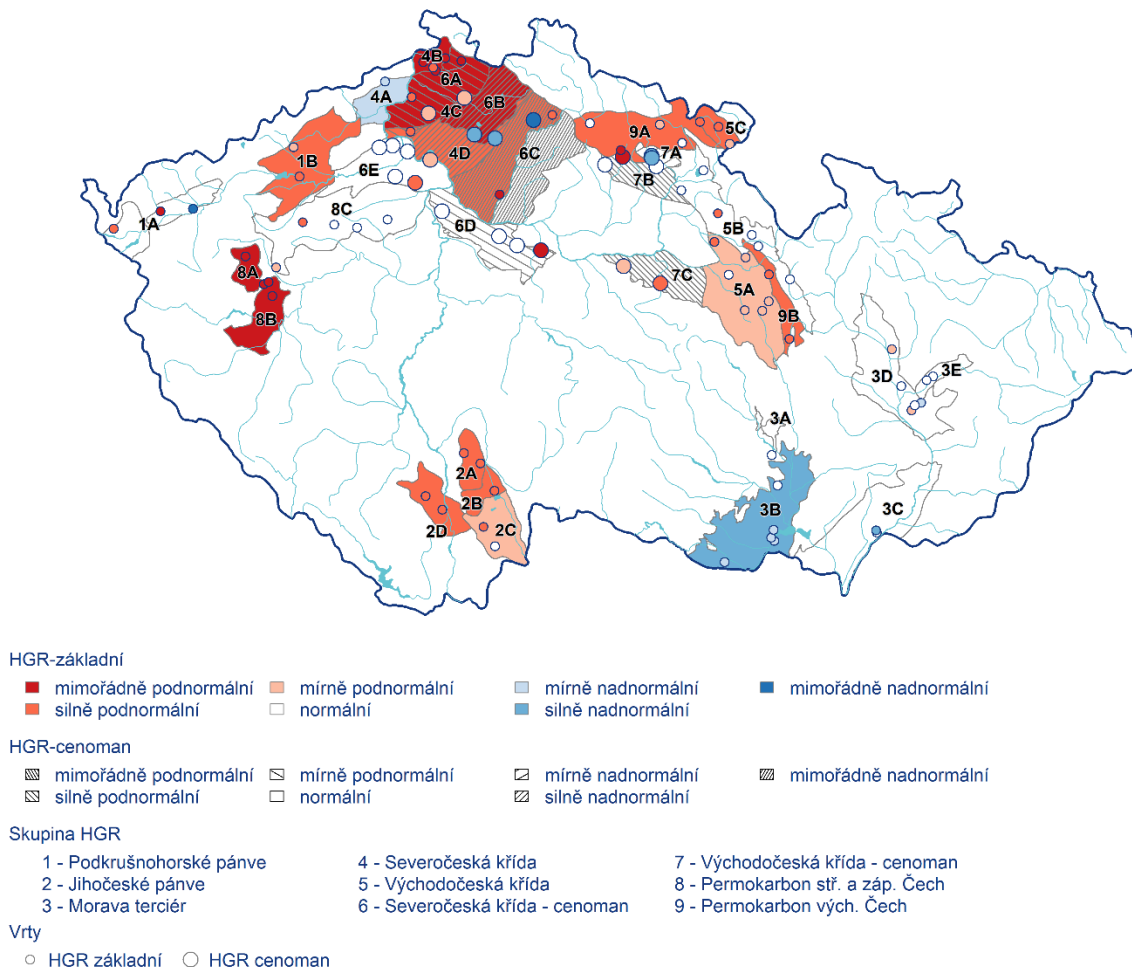 4B
6A
4A
4C
6B
9A
5C
7A
4D
6C
1B
6E
7B
8C
1A
6D
5B
8A
7C
5A
8B
9B
3D
3E
3A
2A
2B
3B
3C
2D
2C
HGR-základní
mimořádně podnormální mírně podnormální mírně nadnormální mimořádně nadnormální
silně podnormální normální silně nadnormální
HGR-cenoman
mimořádně podnormální mírně podnormální mírně nadnormální mimořádně nadnormální
silně podnormální normální silně nadnormální
Skupina HGR
1 - Podkrušnohorské pánve 4 - Severočeská křída 7 - Východočeská křída - cenoman
2 - Jihočeské pánve 5 - Východočeská křída 8 - Permokarbon stř. a záp. Čech
3 - Morava terciér 6 - Severočeská křída - cenoman 9 - Permokarbon vých. Čech
Vrty
HGR základní HGR cenoman